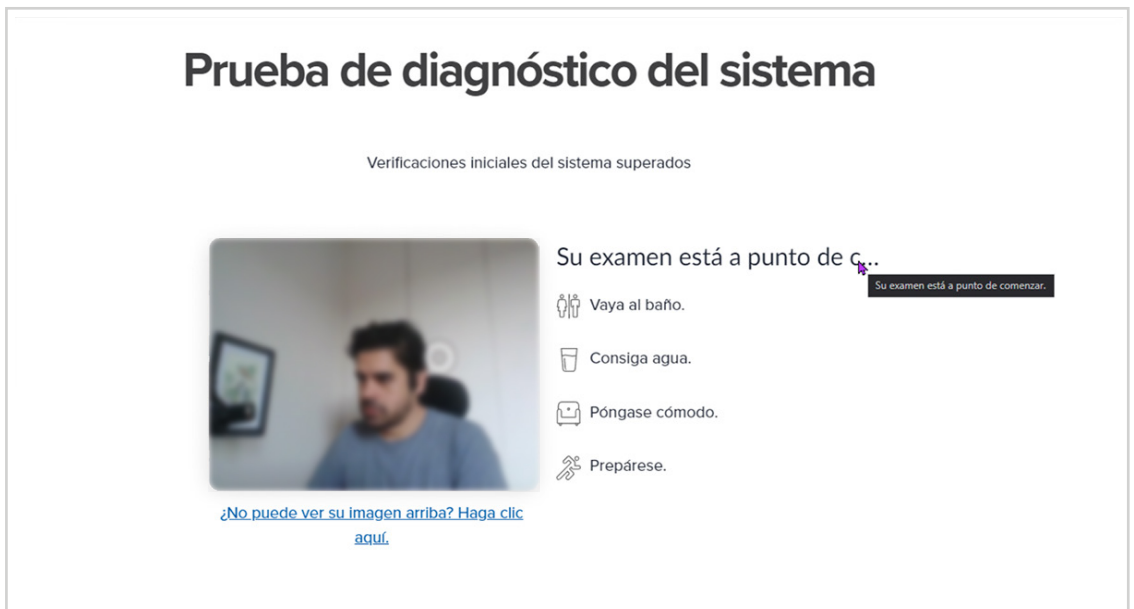 Prueba de diagnóstico del sistema
Verificaciones iniciales del sistema superados
Su examen está a punto de c...
Su examen está a punto de comenzar.
Vaya al baño.
Consiga agua.
Póngase cómodo.
Prepárese.
¿No puede ver su imagen arriba? Haga clic
aquí.